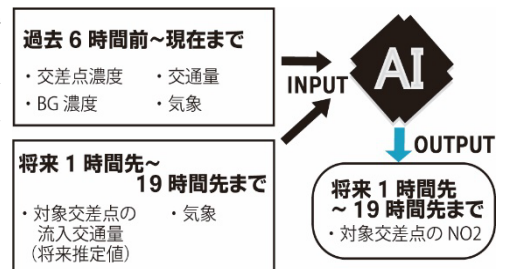 過去 6 時間前~現在まで
・交差点濃度 ・交通量
・BG 濃度 ・気象
INPUT
AI
OUTPUT
将来 1 時間先~
19 時間先まで
・対象交差点の ・気象
流入交通量
(将来推定値)
将来 1 時間先
~ 19 時間先まで
・対象交差点の NO2